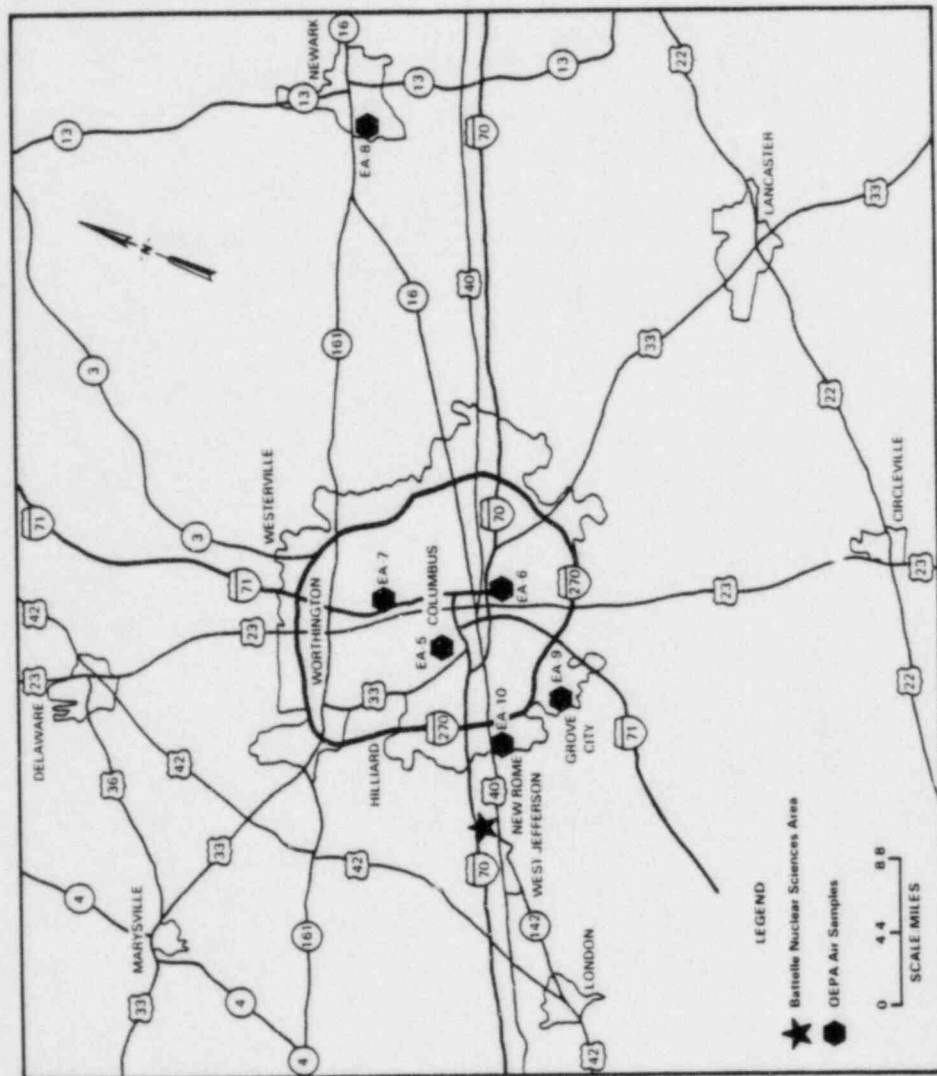 13
13
16
NEWARK
EA-8
13
13
70
22
LANCASTER
33
3
N
16
40
161
33
22
71
3
WESTERVILLE
70
CIRCLEVILLE
42
71
EA-7
COLUMBUS
EA-6
270
23
23
23
DELAWARE
23
WORTHINGTON
EA-5
EA-9
22
36
42
33
HILLIARD
270
EA 10
GROVE
CITY
71
4
33
40
NEW ROME
MARYSVILLE
42
70
WEST JEFFERSON
33
161
142
4
4
LONDON
42
LEGEND
Battelle Nuclear Sciences Area
OEPA Air Samples
0 4.4 8.8
SCALE MILES